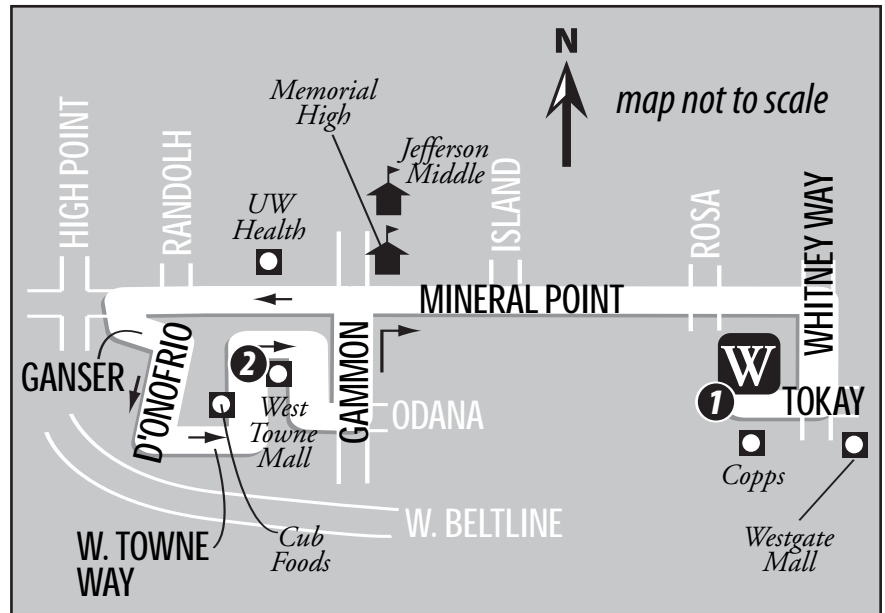 N
map not to scale
Memorial
High
Jefferson
Middle
HIGH POINT
RANDOLH
UW
Health
ISLAND
ROSA
WHITNEY WAY
MINERAL POINT
GANSER
D'ONOFRIO
2
West
Towne
Mall
GAMMON
ODANA
W
1
TOKAY
Copps
Westgate
Mall
W. BELTLINE
W. TOWNE
WAY
Cub
Foods